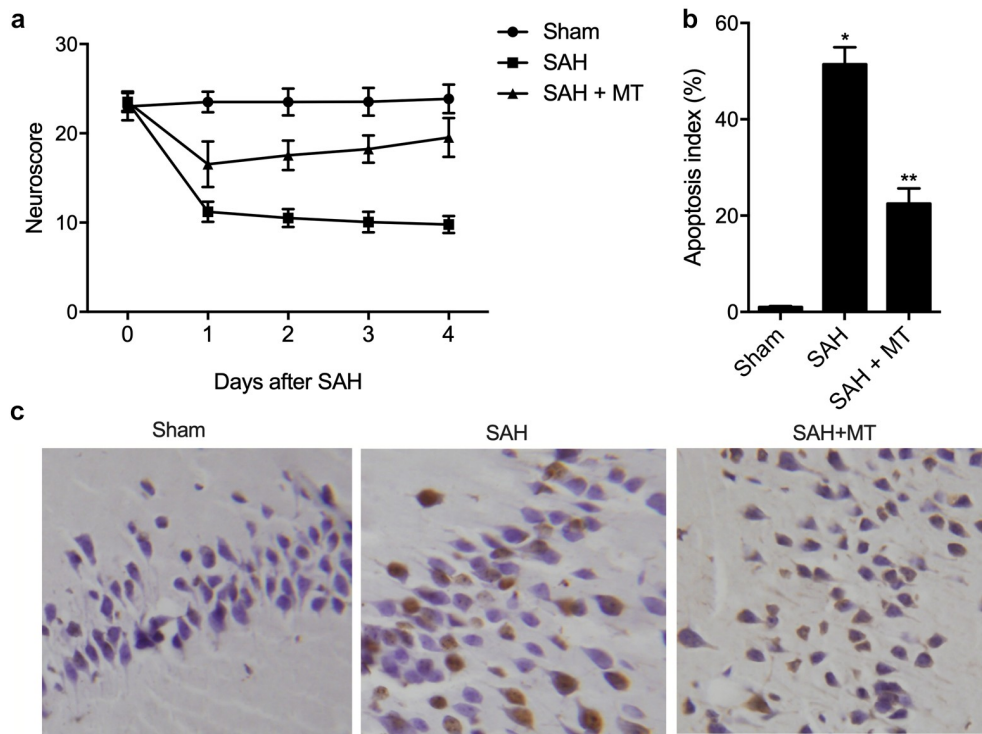 a
30
20
10
0
Neuroscore
0 1 2 3 4
Days after SAH
Sham
SAH
SAH + MT
b
60
40
20
0
Apoptosis index (%)
*
**
Sham
SAH
SAH + MT
c
Sham
SAH
SAH+MT